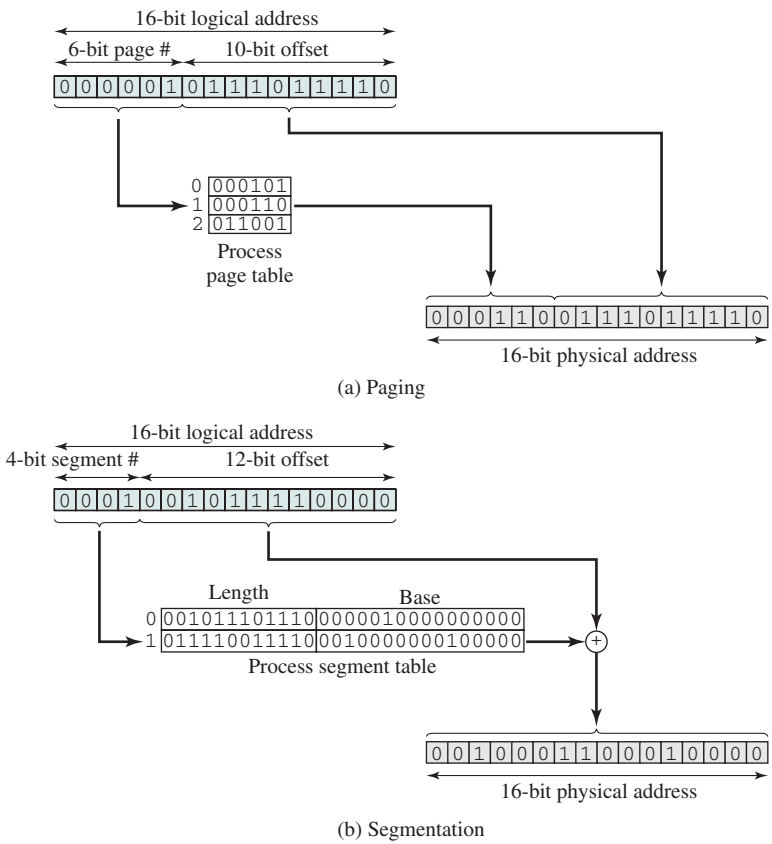 16-bit logical address
6-bit page # 10-bit offset
0 0 0 0 0 1 0 1 1 1 0 1 1 1 1 0
0 000101
1 000110
2 011001
Process
page table
0 0 0 1 1 0 0 1 1 1 0 1 1 1 1 0
16-bit physical address
(a) Paging
16-bit logical address
4-bit segment # 12-bit offset
0 0 0 1 0 0 1 0 1 1 1 1 0 0 0 0
Length Base
0 001011101110 0000010000000000
1 011110011110 0010000000100000
+
Process segment table
0 0 1 0 0 0 1 1 0 0 0 1 0 0 0 0
16-bit physical address
(b) Segmentation